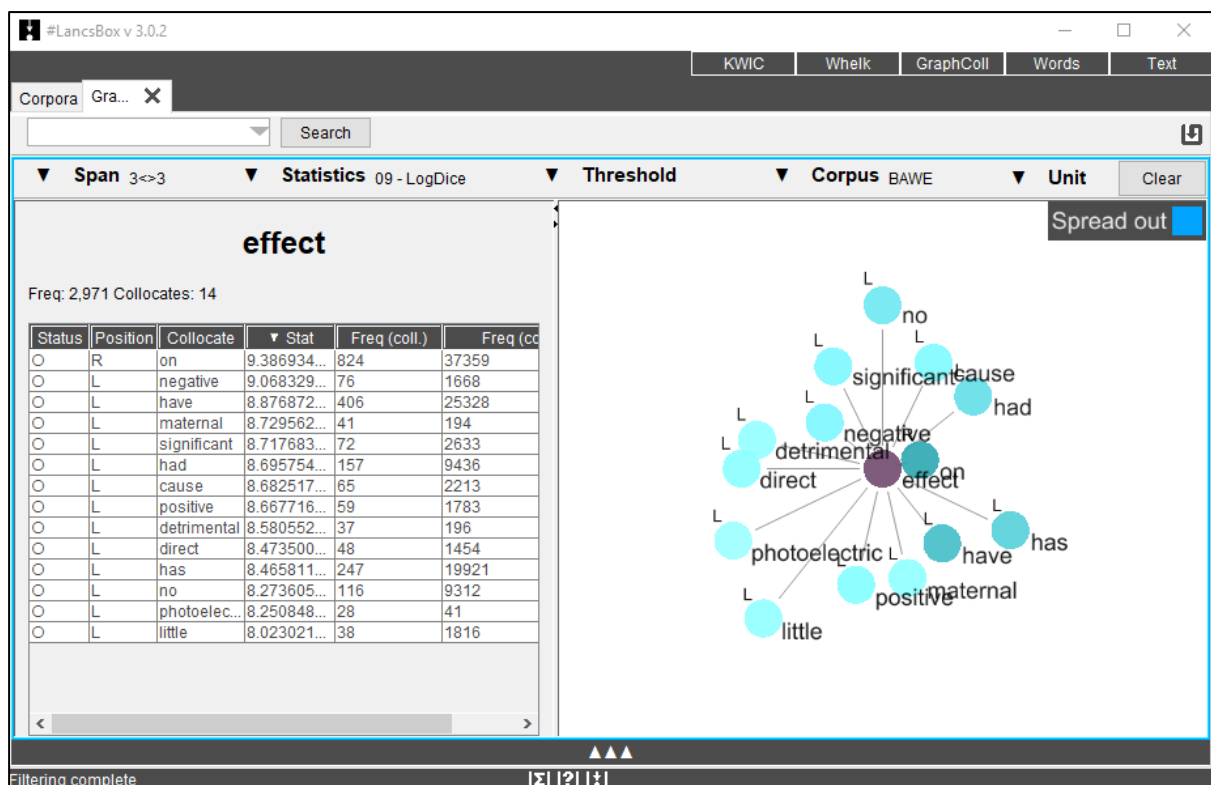 #LancsBox v 3.0.2
KWIC Whelk GraphColl Words Text
Corpora Gra...
Search
Span 3<>3 Statistics 09 - LogDice Threshold Corpus BAWE Unit Clear
effect
Freq: 2,971 Collocates: 14
Status Position Collocate Stat Freq (coll.) Freq (co
O R on 9.386934... 824 37359
O L negative 9.068329... 76 1668
O L have 8.876872... 406 25328
O L maternal 8.729562... 41 194
O L significant 8.717683... 72 2633
O L had 8.695754... 157 9436
O L cause 8.682517... 65 2213
O L positive 8.667716... 59 1783
O L detrimental 8.580552... 37 196
O L direct 8.473500... 48 1454
O L has 8.465811... 247 19921
O L no 8.273605... 116 9312
O L photoelec... 8.250848... 28 41
O L little 8.023021... 38 1816
Spread out
L
no
L L
significant cause
L
had
L
negative R
L
detrimental
L
direct effect on
L L L
photoelectric L have has
L
positive maternal
L
little
Filtering complete |Σ| |?| |‡|